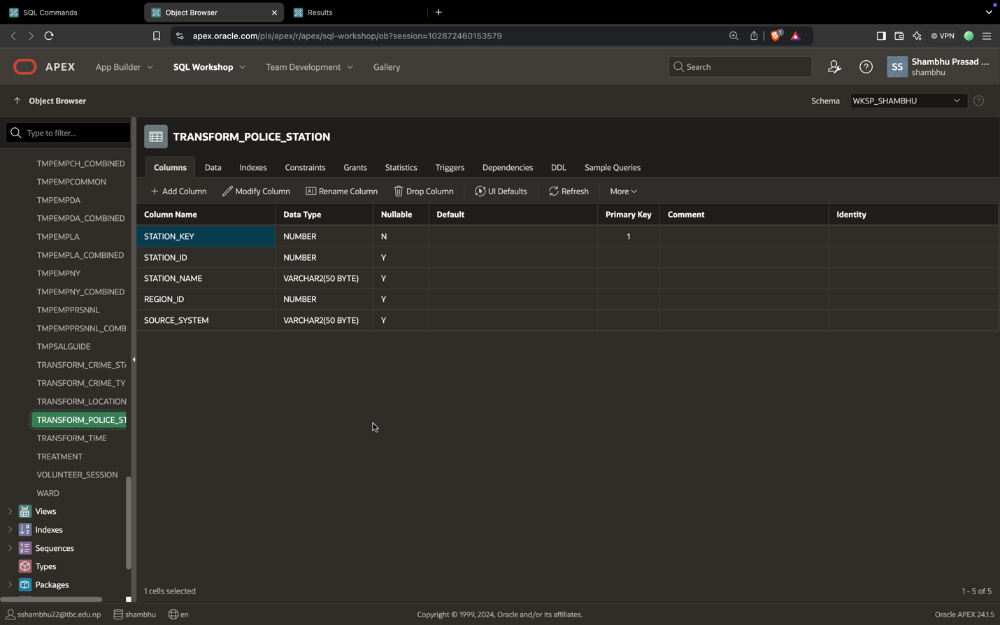 SQL Commands
Object Browser
Results
apex.oracle.com/pls/apex/r/apex/sql-workshop/ob?session=102872460153579
1
VPN
APEX
App Builder
SQL Workshop
Team Development
Gallery
Search
SS
Shambhu Prasad ...
shambhu
Object Browser
Schema
WKSP_SHAMBHU
Type to filter...
TMPEMPCH_COMBINED
TMPEMPCOMMON
TMPEMPDA
TMPEMPDA_COMBINED
TMPEMPLA
TMPEMPLA_COMBINED
TMPEMPNY
TMPEMPNY_COMBINED
TMPEMPPRSNNL
TMPEMPPRSNNL_COMB
TMPSALGUIDE
TRANSFORM_CRIME_STA
TRANSFORM_CRIME_TY
TRANSFORM_LOCATION
TRANSFORM_POLICE_ST
TRANSFORM_TIME
TREATMENT
VOLUNTEER_SESSION
WARD
Views
Indexes
Sequences
Types
Packages
TRANSFORM_POLICE_STATION
Columns Data Indexes Constraints Grants Statistics Triggers Dependencies DDL Sample Queries
Add Column Modify Column Rename Column Drop Column UI Defaults Refresh More
Column Name Data Type Nullable Default Primary Key Comment Identity
STATION_KEY NUMBER N 1
STATION_ID NUMBER Y
STATION_NAME VARCHAR2(50 BYTE) Y
REGION_ID NUMBER Y
SOURCE_SYSTEM VARCHAR2(50 BYTE) Y
1 cells selected
1 - 5 of 5
sshambhu22@tbc.edu.np
shambhu
en
Copyright © 1999, 2024, Oracle and/or its affiliates.
Oracle APEX 24.1.5